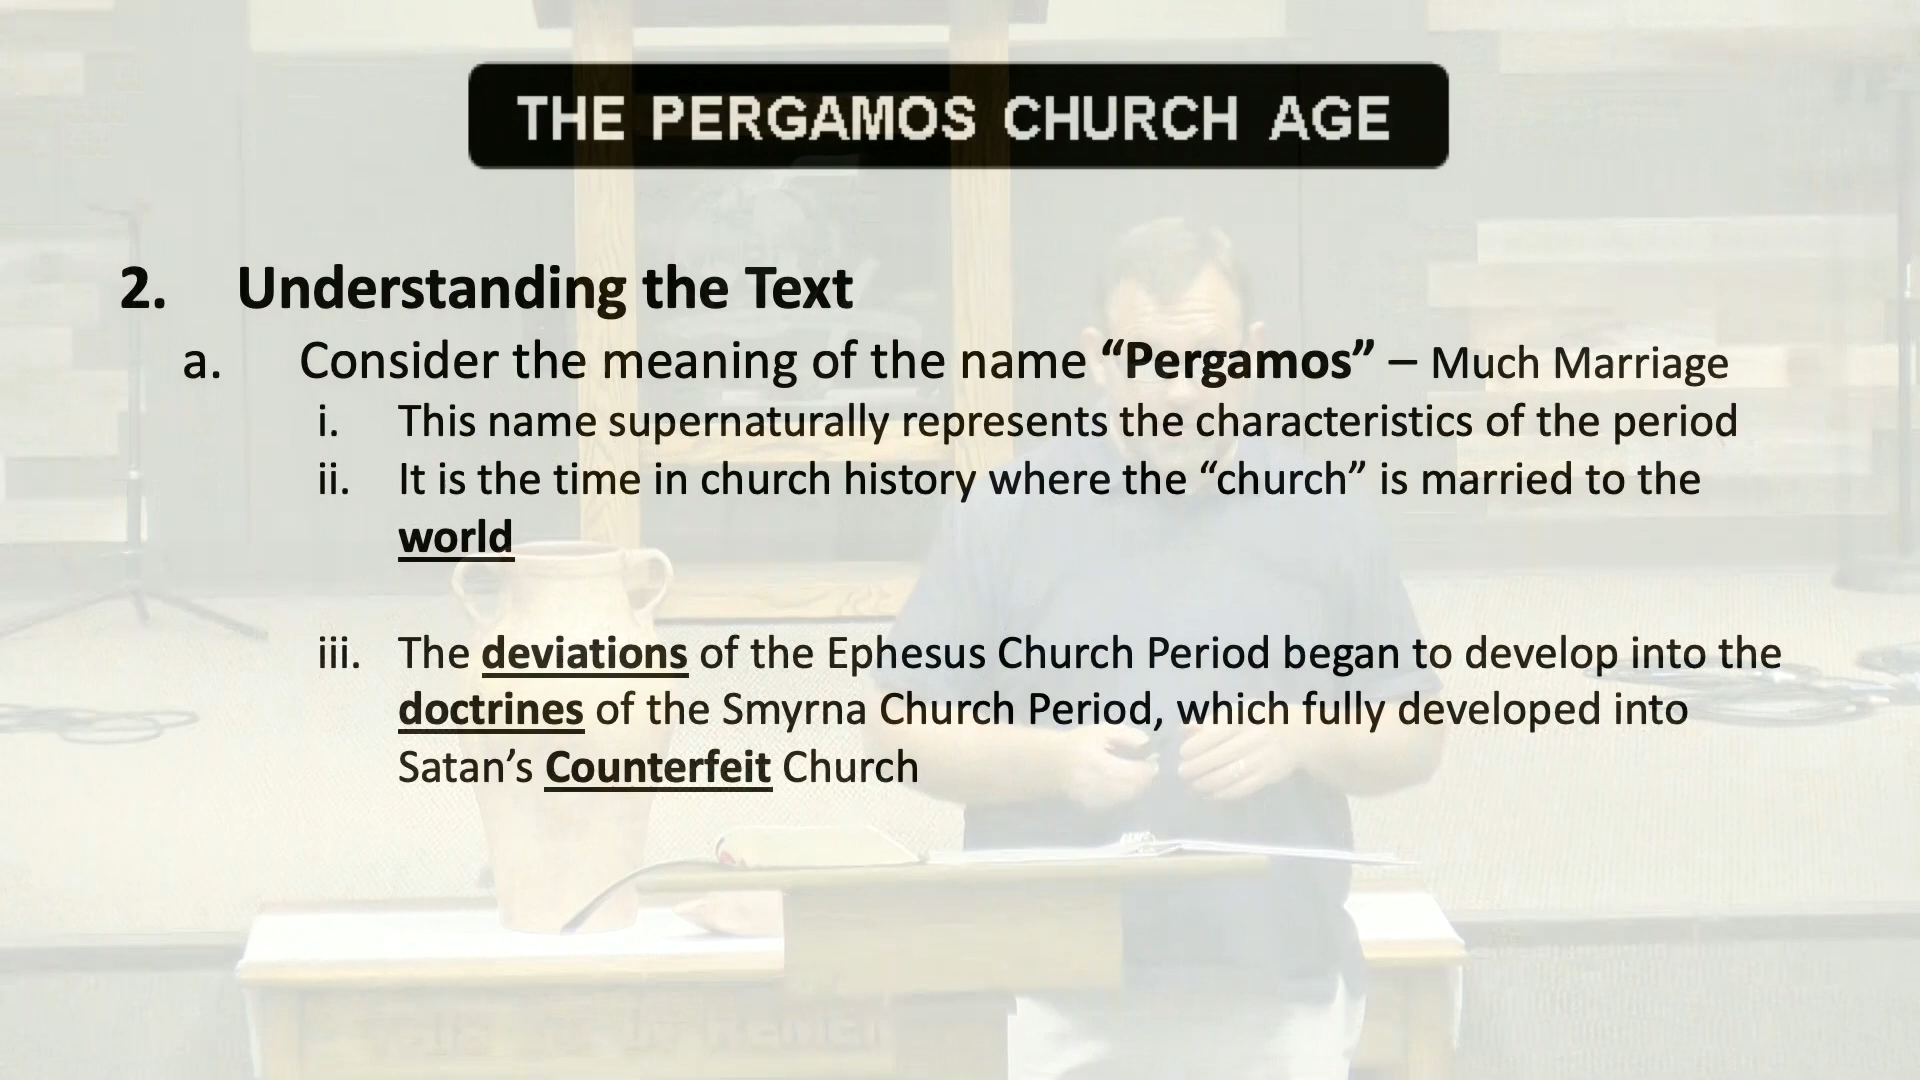 THE PERGAMOS CHURCH AGE
2. Understanding the Text
a. Consider the meaning of the name “Pergamos” – Much Marriage
i. This name supernaturally represents the characteristics of the period
ii. It is the time in church history where the “church” is married to the
world
iii. The deviations of the Ephesus Church Period began to develop into the
doctrines of the Smyrna Church Period, which fully developed into
Satan’s Counterfeit Church